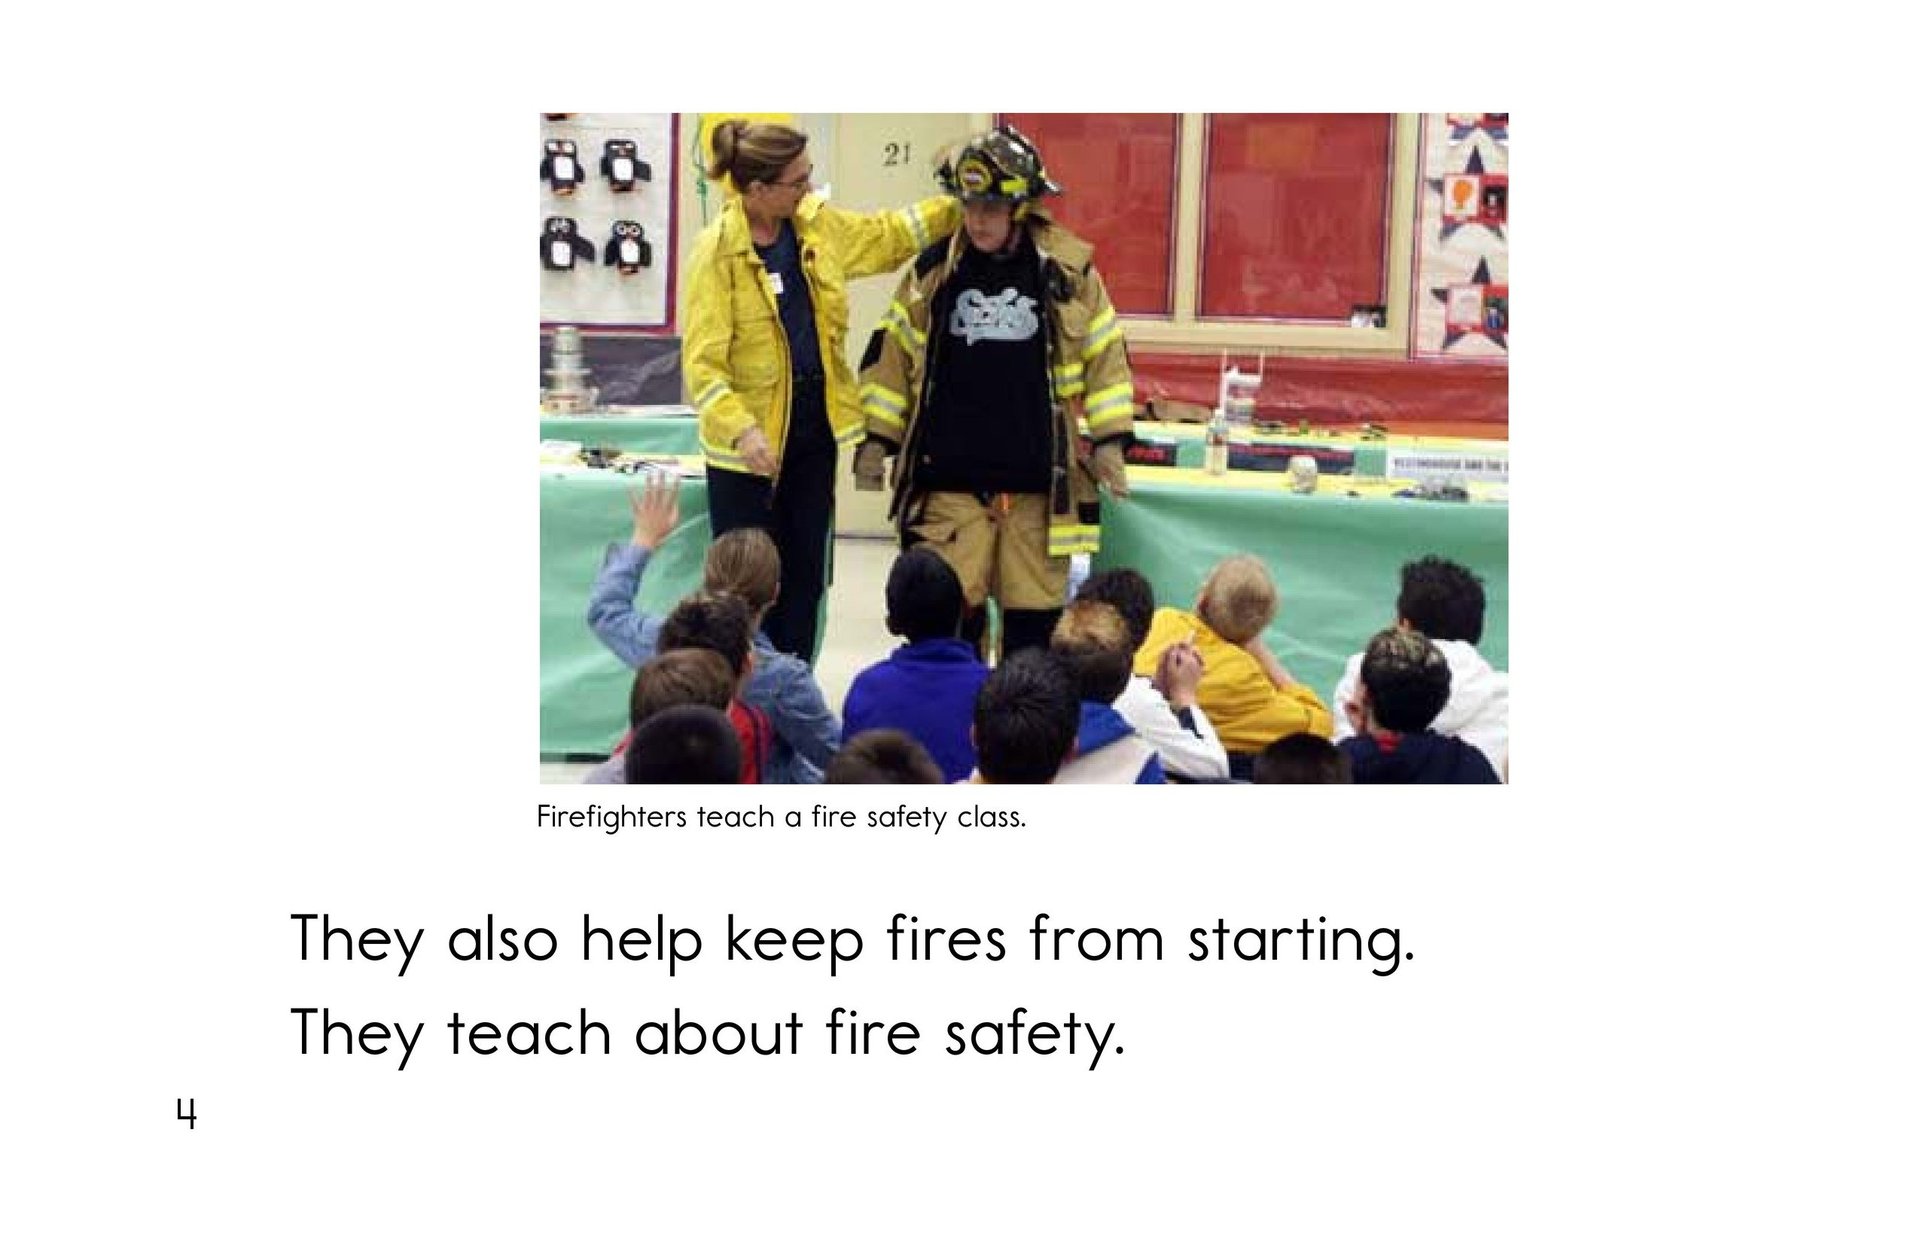 21
Firefighters teach a fire safety class.
They also help keep fires from starting.
They teach about fire safety.
4